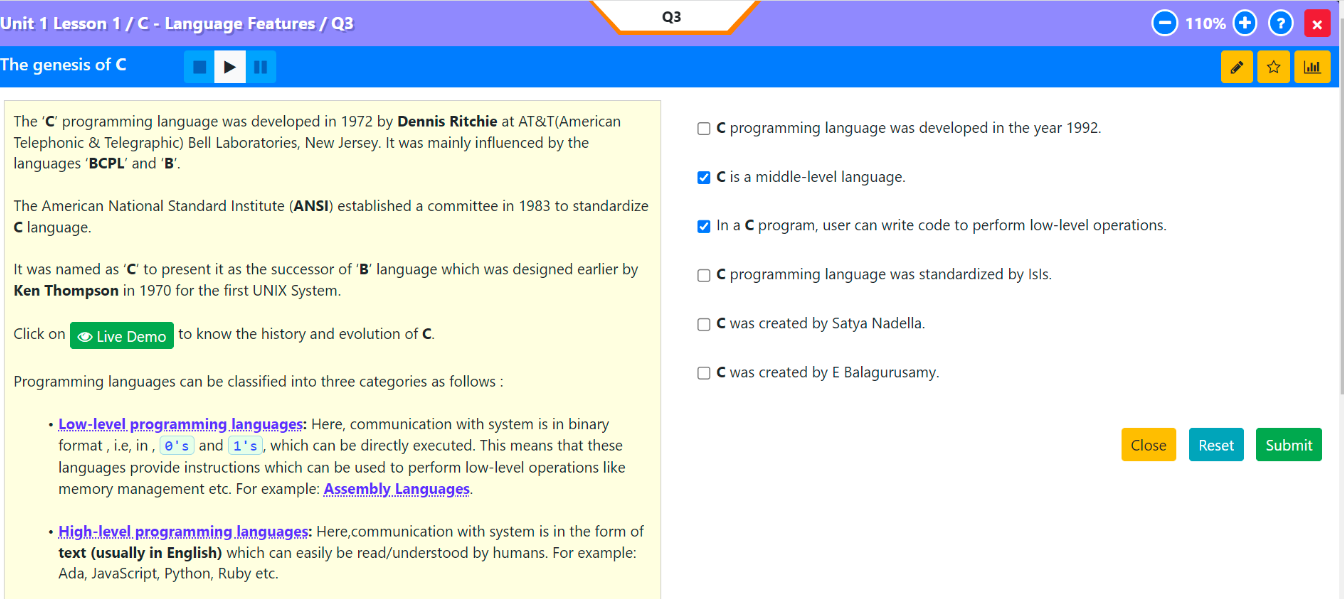 Unit 1 Lesson 1 / C - Language Features / Q3
Q3
110%
The genesis of C
The 'C' programming language was developed in 1972 by Dennis Ritchie at AT&T(American
Telephonic & Telegraphic) Bell Laboratories, New Jersey. It was mainly influenced by the
languages 'BCPL' and 'B'.
The American National Standard Institute (ANSI) established a committee in 1983 to standardize
C language.
It was named as 'C' to present it as the successor of 'B' language which was designed earlier by
Ken Thompson in 1970 for the first UNIX System.
Click on Live Demo to know the history and evolution of C.
Programming languages can be classified into three categories as follows :
• Low-level programming languages: Here, communication with system is in binary
format , i.e, in , 0's and 1's , which can be directly executed. This means that these
languages provide instructions which can be used to perform low-level operations like
memory management etc. For example: Assembly Languages.
• High-level programming languages: Here,communication with system is in the form of
text (usually in English) which can easily be read/understood by humans. For example:
Ada, JavaScript, Python, Ruby etc.
C programming language was developed in the year 1992.
C is a middle-level language.
In a C program, user can write code to perform low-level operations.
C programming language was standardized by IsIs.
C was created by Satya Nadella.
C was created by E Balagurusamy.
Close Reset Submit